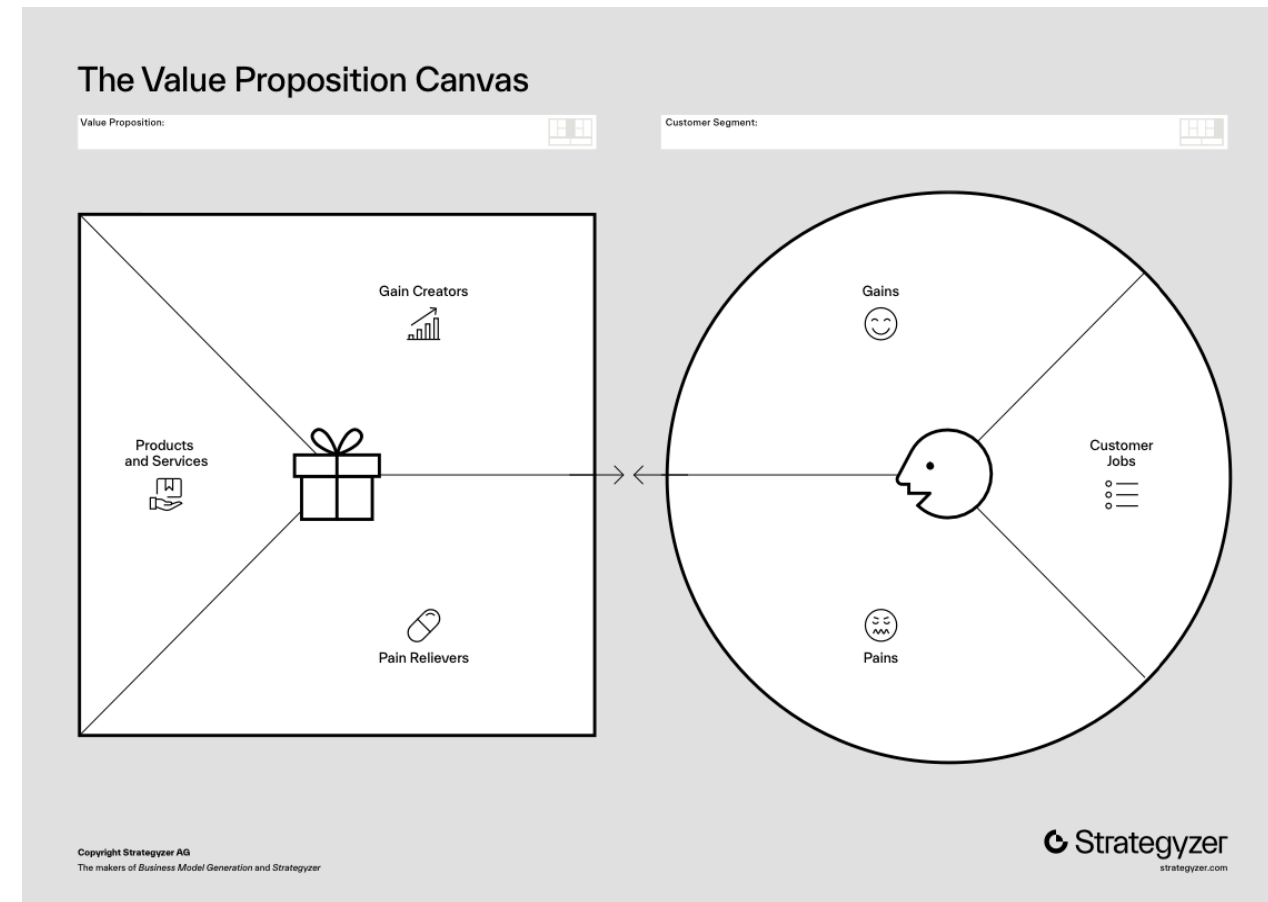 The Value Proposition Canvas
Value Proposition:
Customer Segment:
Gain Creators
Gains
Products
and Services
Customer
Jobs
Pain Relievers
Pains
Copyright Strategyzer AG
The makers of Business Model Generation and Strategyzer
Strategyzer
strategyzer.com